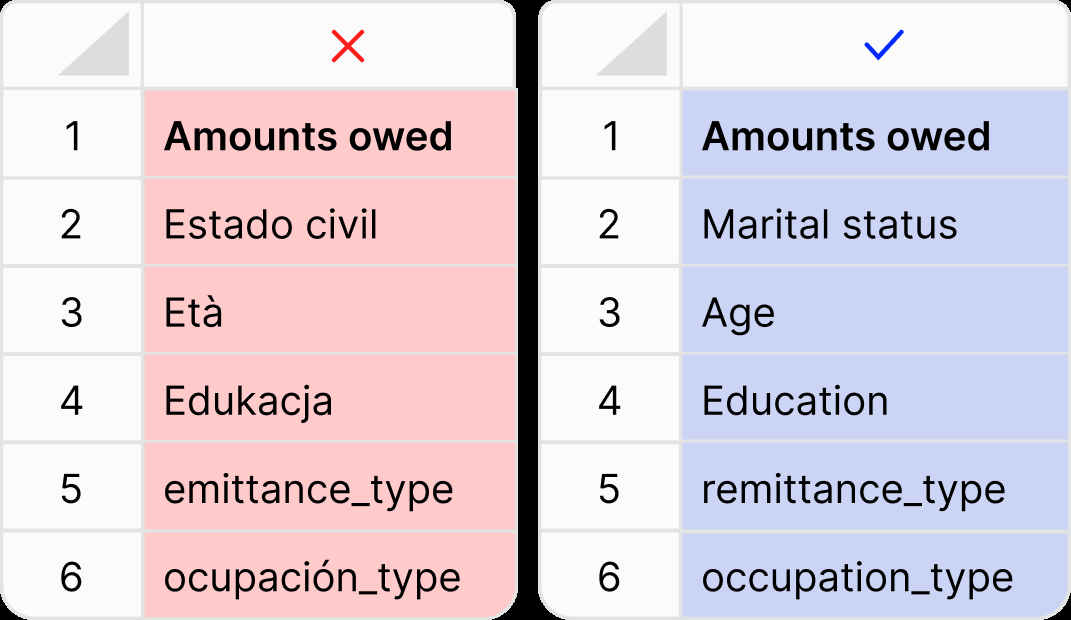 1 Amounts owed
2 Estado civil
3 Età
4 Edukacja
5 emittance_type
6 ocupación_type
1 Amounts owed
2 Marital status
3 Age
4 Education
5 remittance_type
6 occupation_type